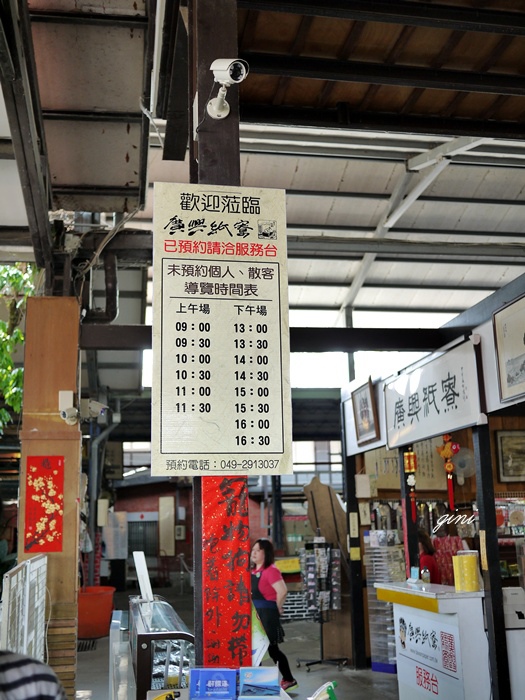 歡迎蒞臨
廣興紙寮
已預約請洽服務台
未預約個人、散客
導覽時間表
上午場 下午場
09：00 13：00
09：30 13：30
10：00 14：00
10：30 14：30
11：00 15：00
11：30 15：30
16：00
16：30
預約電話：049-2913037
廣興紙寮
gini
廣興紙寮
服務台